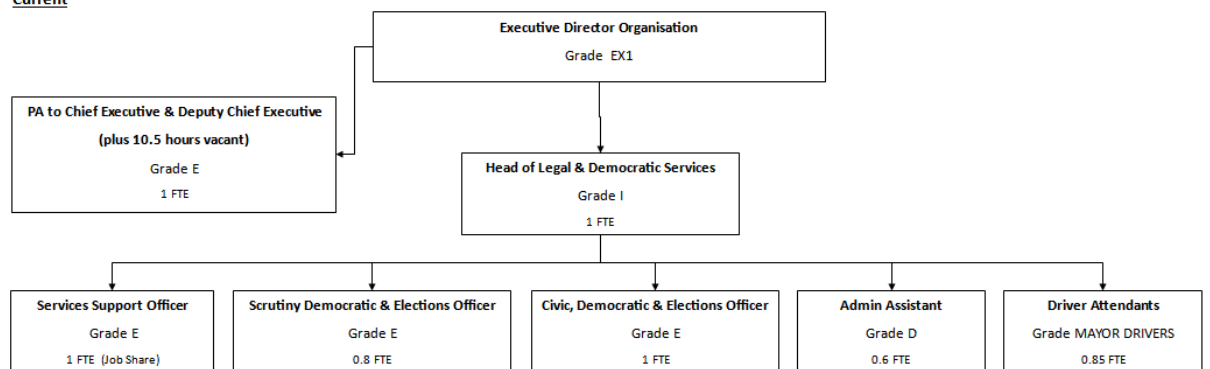 Current
Executive Director Organisation
Grade EX1
PA to Chief Executive & Deputy Chief Executive
(plus 10.5 hours vacant)
Grade E
1 FTE
Head of Legal & Democratic Services
Grade I
1 FTE
Services Support Officer
Grade E
1 FTE (Job Share)
Scrutiny Democratic & Elections Officer
Grade E
0.8 FTE
Civic, Democratic & Elections Officer
Grade E
1 FTE
Admin Assistant
Grade D
0.6 FTE
Driver Attendants
Grade MAYOR DRIVERS
0.85 FTE